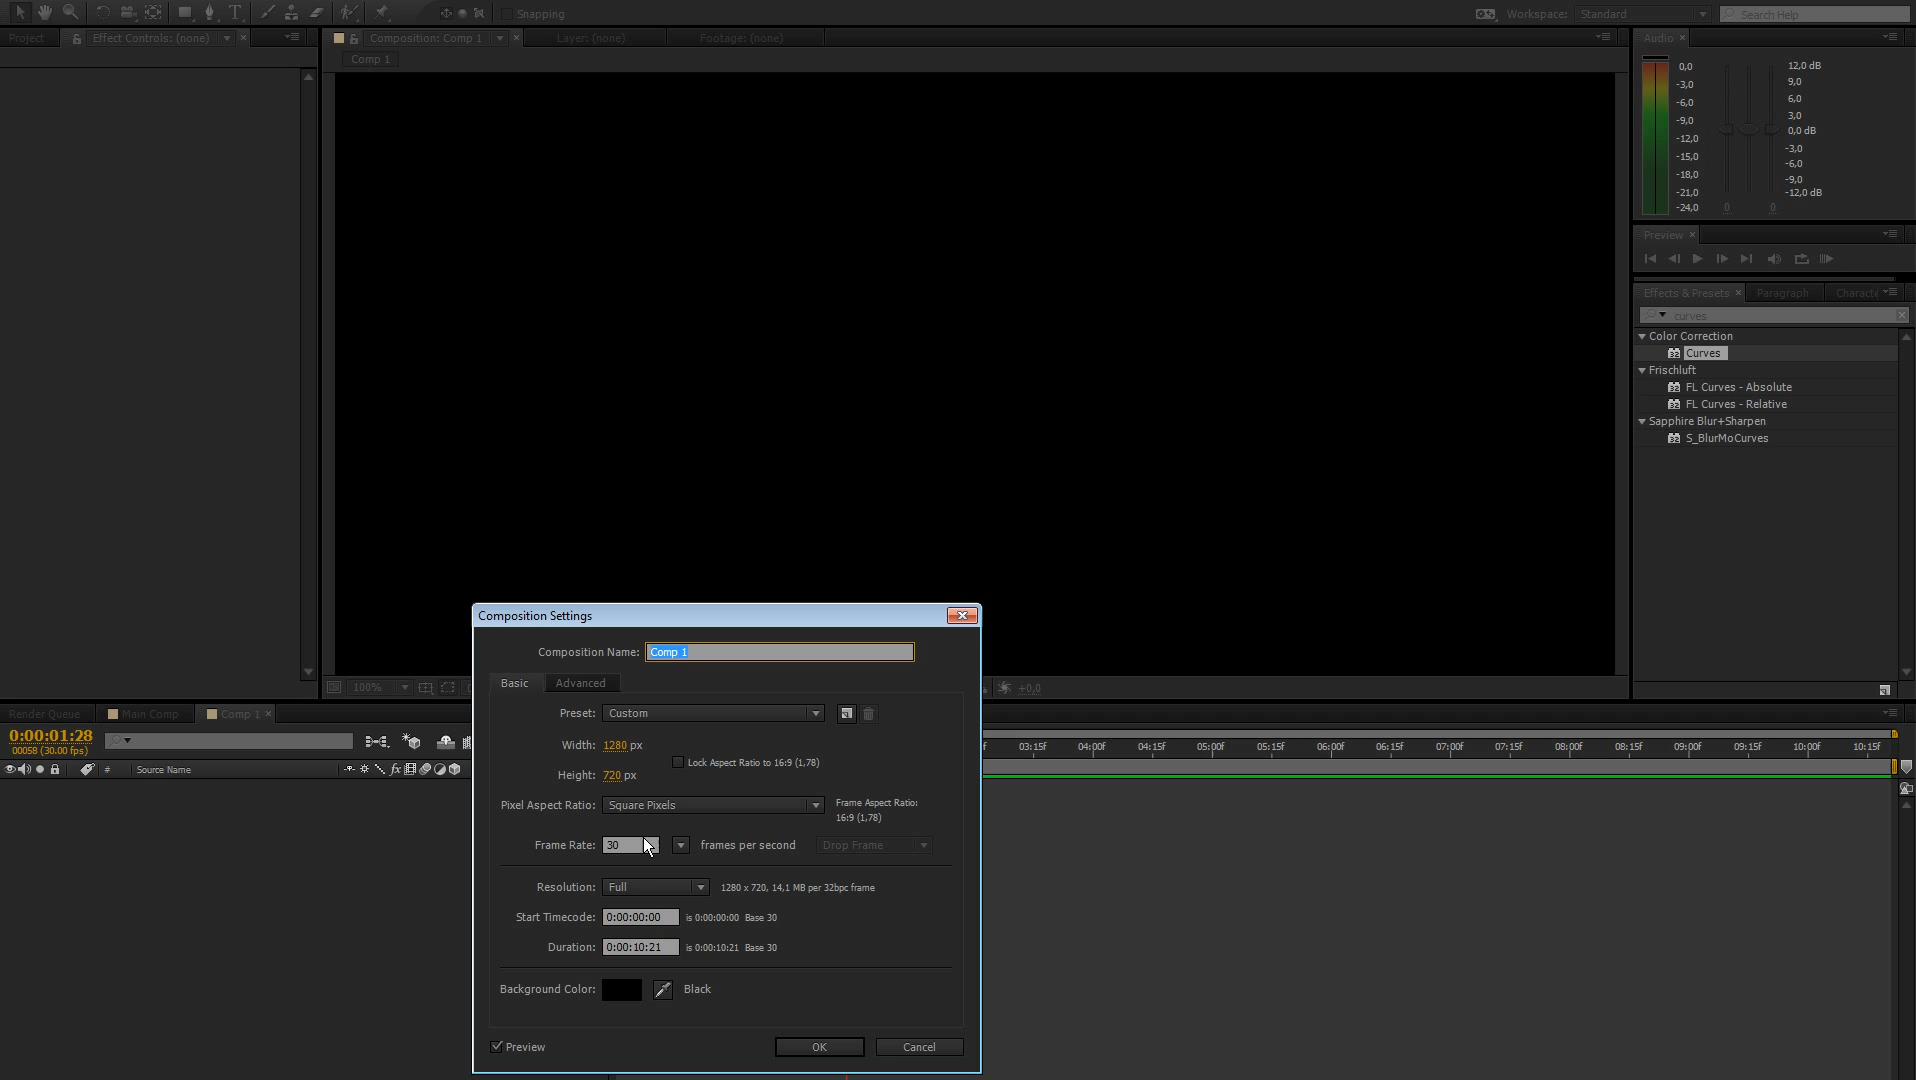 Snapping
Workspace: Standard
Search Help
Project
Effect Controls: (none)
Composition: Comp 1
Layer: (none)
Footage: (none)
Comp 1
Audio
0,0
-3,0
-6,0
-9,0
-12,0
-15,0
-18,0
-21,0
-24,0
12,0 dB
9,0
6,0
3,0
0,0 dB
-3,0
-6,0
-9,0
-12,0 dB
0
0
Preview
Effects & Presets
Paragraph
Characte
curves
Color Correction
32 Curves
Frischluft
32 FL Curves - Absolute
32 FL Curves - Relative
Sapphire Blur+Sharpen
32 S_BlurMoCurves
100%
+0,0
Composition Settings
Composition Name: Comp 1
Basic
Advanced
Preset: Custom
Width: 1280 px
Lock Aspect Ratio to 16:9 (1,78)
Height: 720 px
Pixel Aspect Ratio: Square Pixels
Frame Aspect Ratio:
16:9 (1,78)
Frame Rate: 30 frames per second Drop Frame
Resolution: Full 1280 x 720, 14,1 MB per 32bpc frame
Start Timecode: 0:00:00:00 is 0:00:00:00 Base 30
Duration: 0:00:10:21 is 0:00:10:21 Base 30
Background Color: Black
Preview
OK
Cancel
Render Queue
Main Comp
Comp 1
0:00:01:28
00058 (30.00 fps)
# Source Name
fx
f 03:15f 04:00f 04:15f 05:00f 05:15f 06:00f 06:15f 07:00f 07:15f 08:00f 08:15f 09:00f 09:15f 10:00f 10:15f